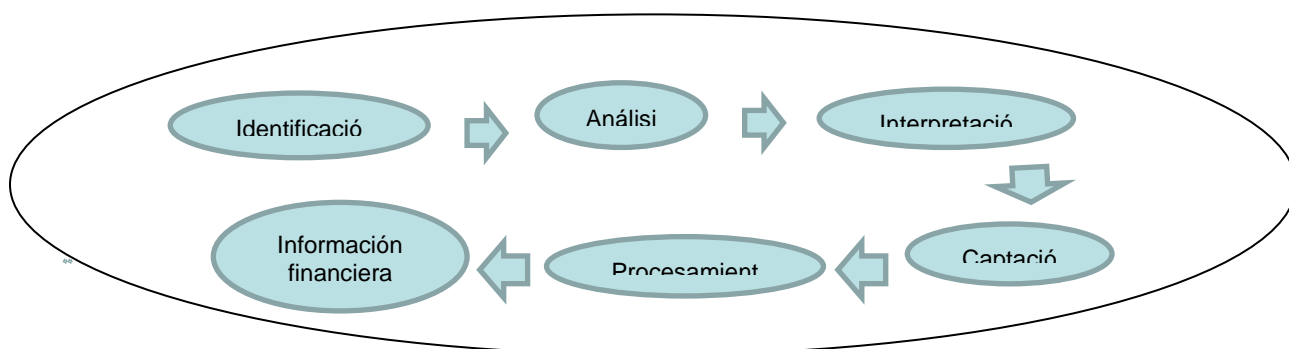 Identificació
Análisi
Interpretació
Captació
Procesamient
Información
financiera